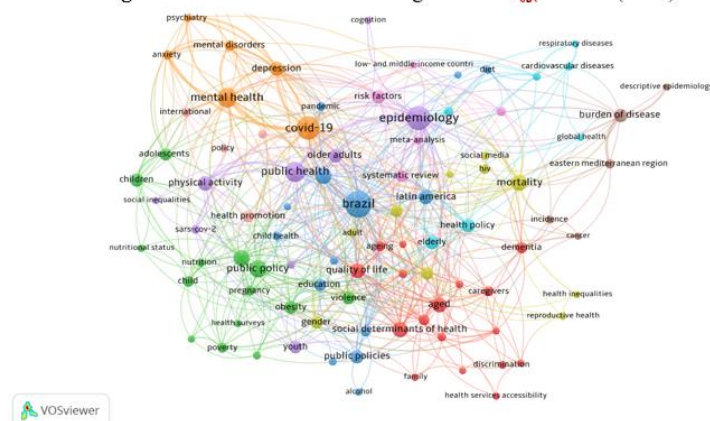 psychiatry
cognition
mental disorders
respiratory diseases
anxiety
low- and middle-income countri
cardiovascular diseases
depression
diet
descriptive epidemiology
mental health
risk factors
pandemic
international
epidemiology
burden of disease
covid-19
meta-analysis
global health
policy
adolescents
older adults
social media
eastern mediterranean region
public health
hiv
children
physical activity
systematic review
mortality
social inequalities
brazil
latin america
health promotion
incidence
sars-cov-2
health policy
child health
adult
cancer
nutritional status
ageing
elderly
dementia
nutrition
public policy
quality of life
child
education
pregnancy
caregivers
health inequalities
violence
aged
obesity
reproductive health
health surveys
gender
social determinants of health
poverty
youth
public policies
discrimination
family
alcohol
health services accessibility
VOSviewer